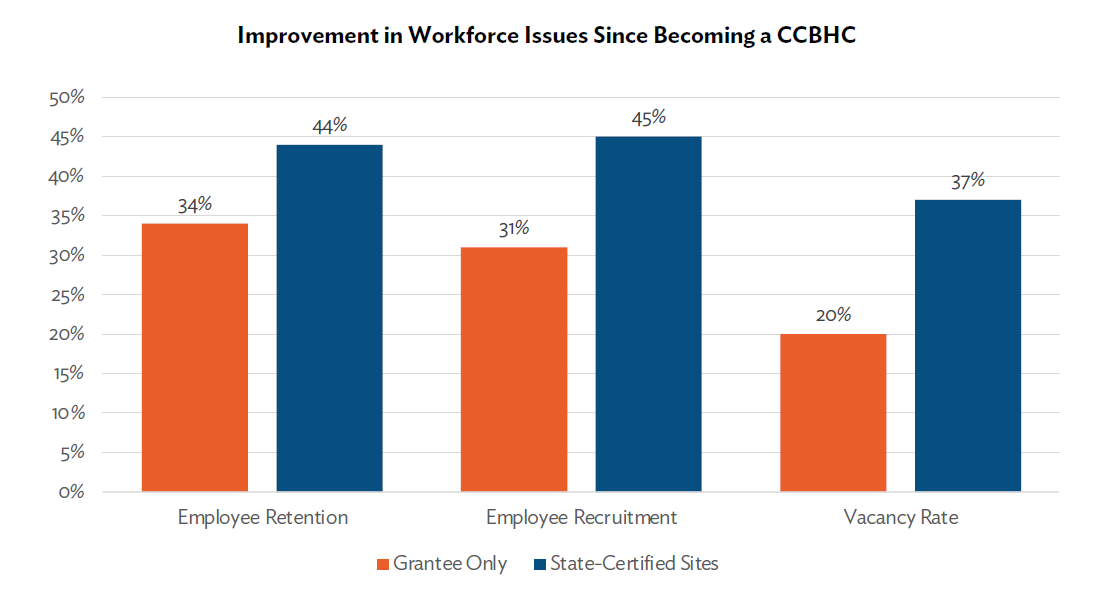 Improvement in Workforce Issues Since Becoming a CCBHC
50%
45%
40%
35%
30%
25%
20%
15%
10%
5%
0%
34%
44%
31%
45%
20%
37%
Employee Retention
Employee Recruitment
Vacancy Rate
Grantee Only
State-Certified Sites